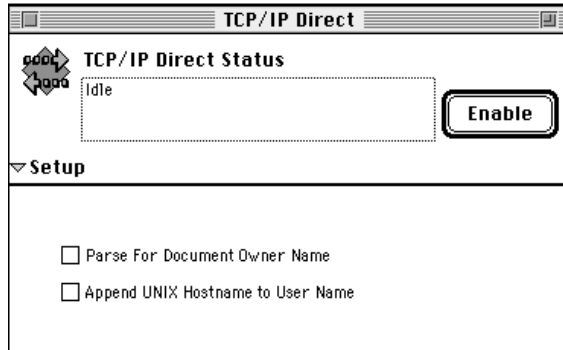 TCP/IP Direct
TCP/IP Direct Status
Idle
Enable
Setup
Parse For Document Owner Name
Append UNIX Hostname to User Name